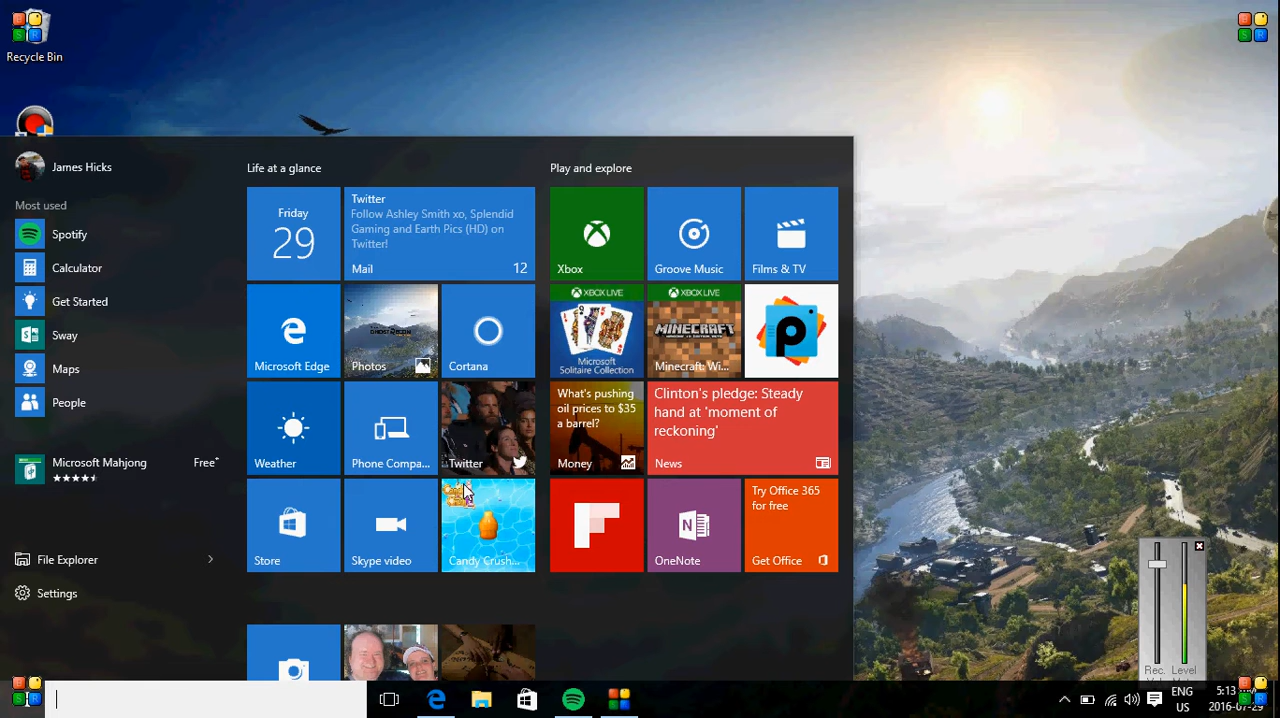 Recycle Bin
James Hicks
Most used
Spotify
Calculator
Get Started
Sway
Maps
People
Microsoft Mahjong
Free*
File Explorer
Settings
Life at a glance
Friday
29
Twitter
Follow Ashley Smith xo, Splendid
Gaming and Earth Pics (HD) on
Twitter!
Mail
12
Microsoft Edge
Photos
Cortana
Weather
Phone Compa...
Twitter
Store
Skype video
Candy Crush...
Play and explore
Xbox
Groove Music
Films & TV
XBOX LIVE
Microsoft
Solitaire Collection
XBOX LIVE
MINECRAFT
Minecraft: Wi...
What's pushing
oil prices to $35
a barrel?
Money
Clinton's pledge: Steady
hand at 'moment of
reckoning'
News
OneNote
Try Office 365
for free
Get Office
Rec. Level
ENG
US
5:13
2016-07-29